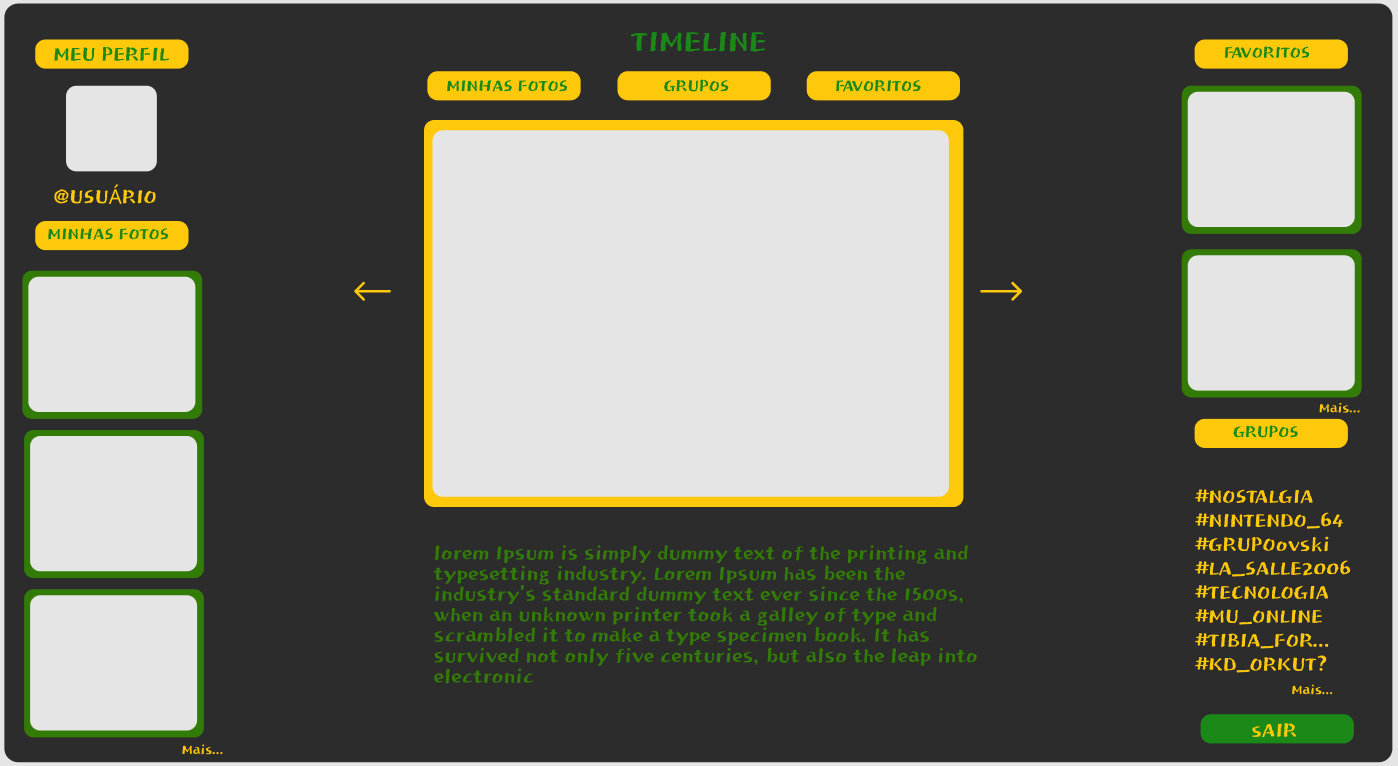 MEU PERFIL
@USUÁRIO
MINHAS FOTOS
Mais...
TIMELINE
MINHAS FOTOS
GRUPOS
FAVORITOS
lorem Ipsum is simply dummy text of the printing and
typesetting industry. Lorem Ipsum has been the
industry's standard dummy text ever since the 1500s,
when an unknown printer took a galley of type and
scrambled it to make a type specimen book. It has
survived not only five centuries, but also the leap into
electronic
FAVORITOS
Mais...
GRUPOS
#NOSTALGIA
#NINTENDO_64
#GRUPOovski
#LA_SALLE2006
#TECNOLOGIA
#MU_ONLINE
#TIBIA_FOR...
#KD_ORKUT?
Mais...
sAIR